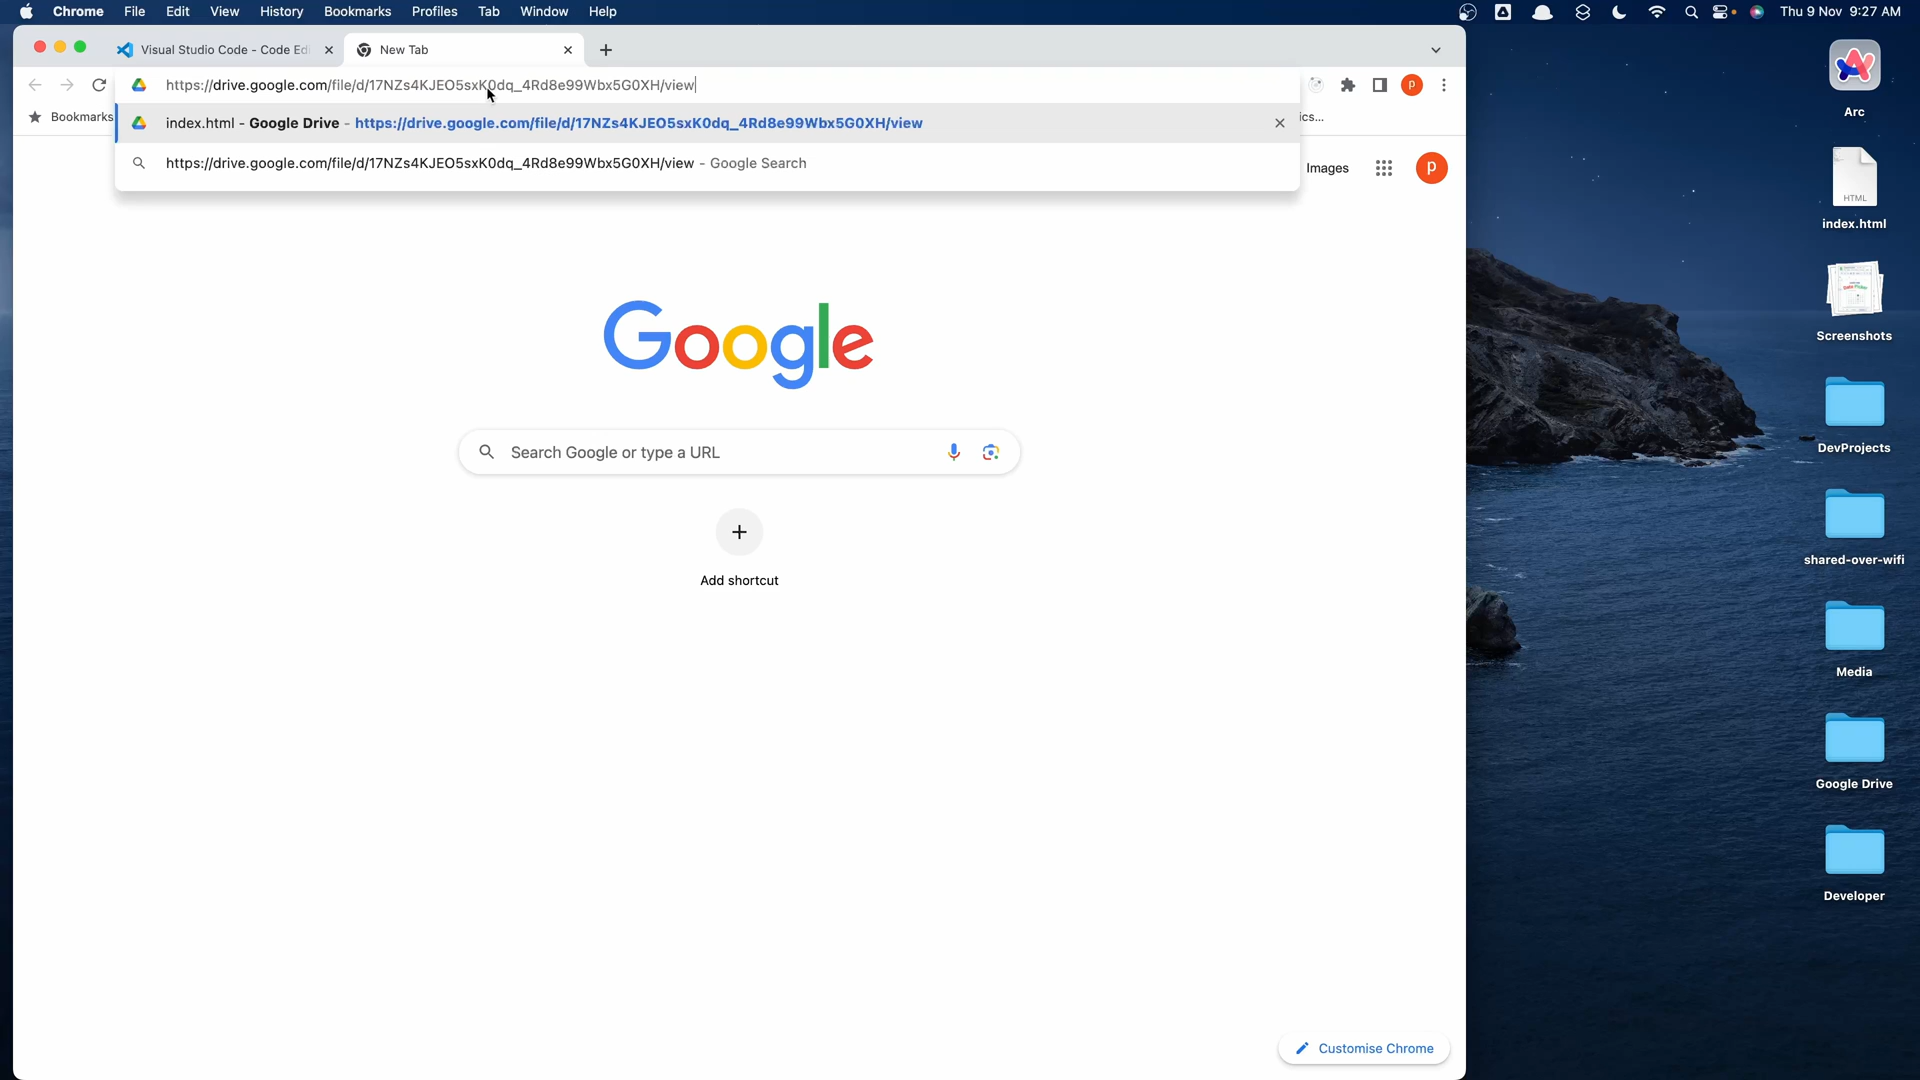 Chrome File Edit View History Bookmarks Profiles Tab Window Help
Thu 9 Nov 9:27 AM
Visual Studio Code - Code Edi
New Tab
https://drive.google.com/file/d/17NZs4KJEO5sxK0dq_4Rd8e99Wbx5G0XH/view
Bookmarks
index.html - Google Drive - https://drive.google.com/file/d/17NZs4KJEO5sxK0dq_4Rd8e99Wbx5G0XH/view
ics...
https://drive.google.com/file/d/17NZs4KJEO5sxK0dq_4Rd8e99Wbx5G0XH/view - Google Search
Images
P
P
Google
Search Google or type a URL
Add shortcut
Customise Chrome
Arc
HTML
index.html
Screenshots
DevProjects
shared-over-wifi
Media
Google Drive
Developer